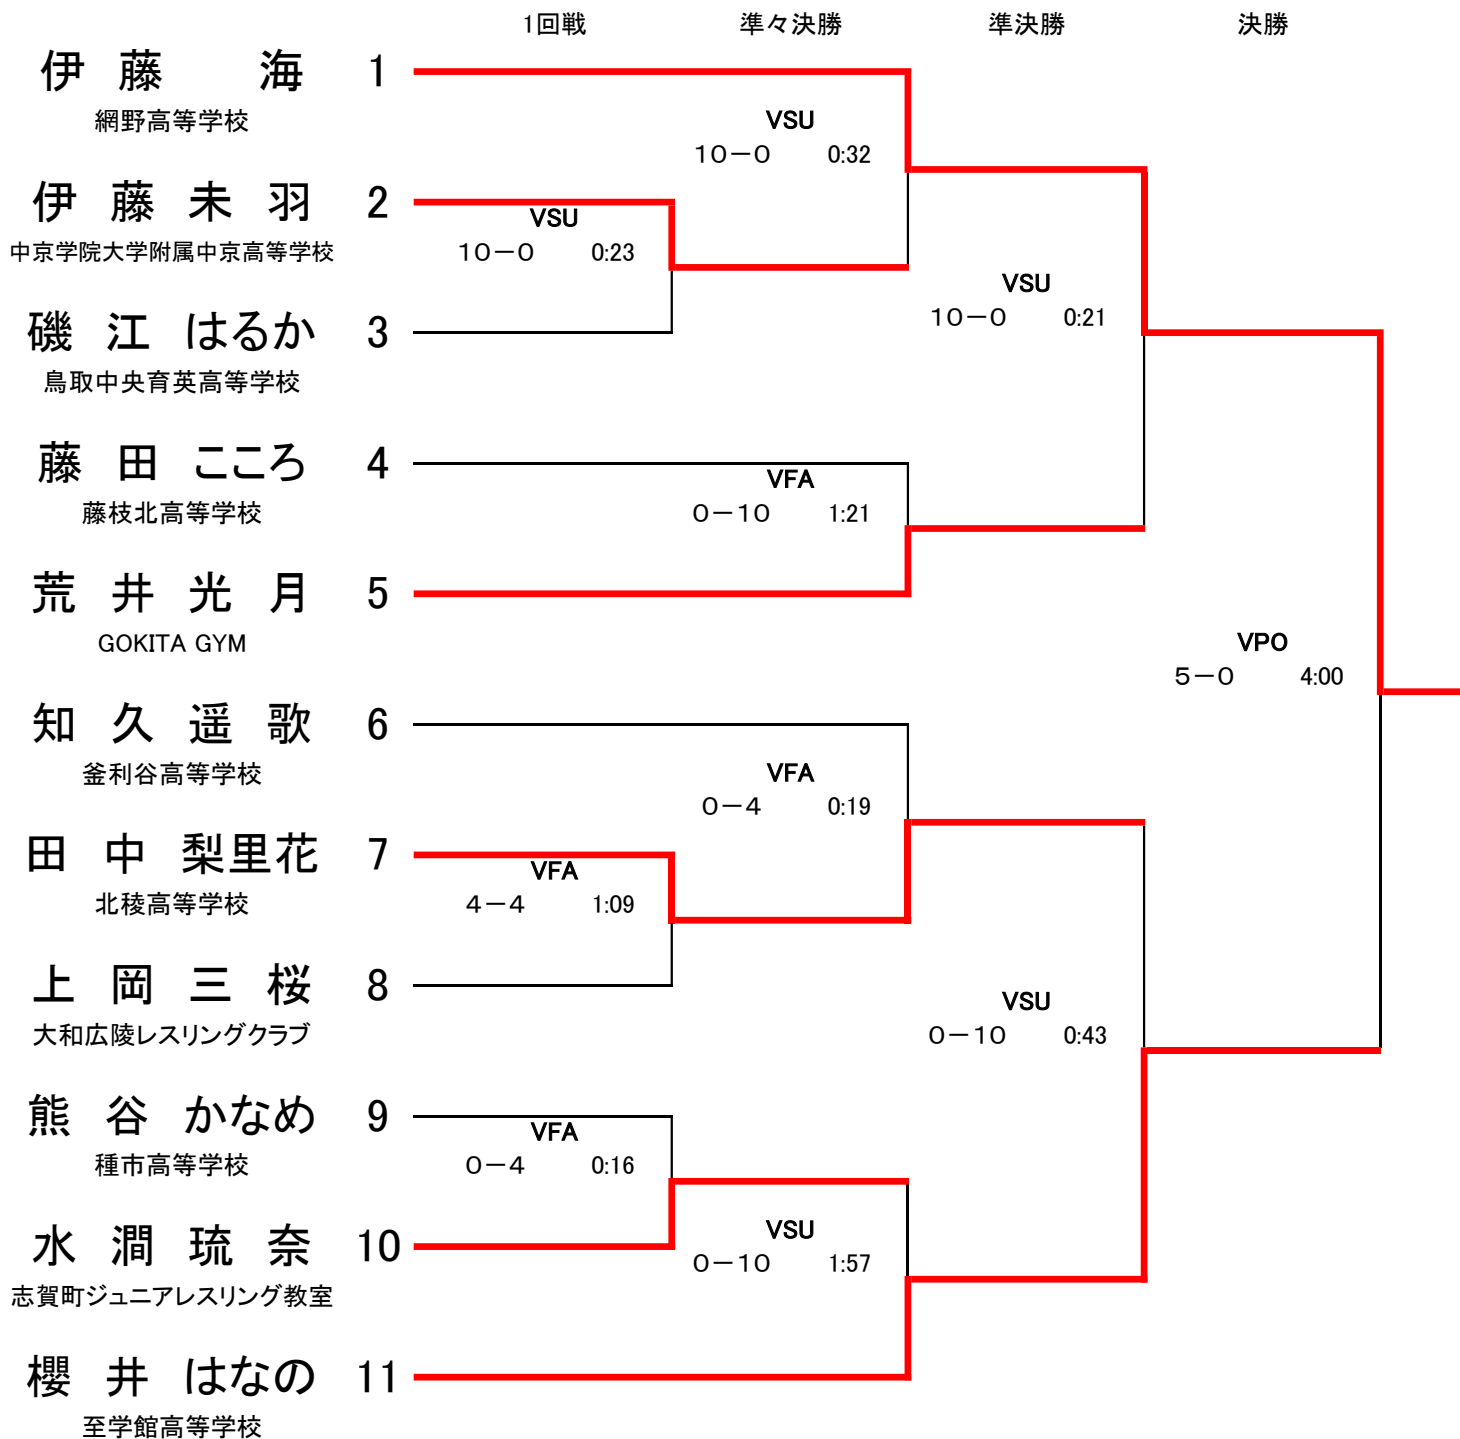 1回戦 準々決勝 準決勝 決勝
伊藤 海 1
網野高等学校
VSU
10－0 0:32
伊藤未羽 2
中京学院大学附属中京高等学校
VSU
10－0 0:23
VSU
10－0 0:21
磯江はるか 3
鳥取中央育英高等学校
藤田こころ 4
藤枝北高等学校
VFA
0－10 1:21
荒井光月 5
GOKITA GYM
VPO
5－0 4:00
知久遥歌 6
釜利谷高等学校
VFA
0－4 0:19
田中梨里花 7
北稜高等学校
VFA
4－4 1:09
上岡三桜 8
大和広陵レスリングクラブ
VSU
0－10 0:43
熊谷かなめ 9
種市高等学校
VFA
0－4 0:16
水澗琉奈 10
志賀町ジュニアレスリング教室
VSU
0－10 1:57
櫻井はなの 11
至学館高等学校